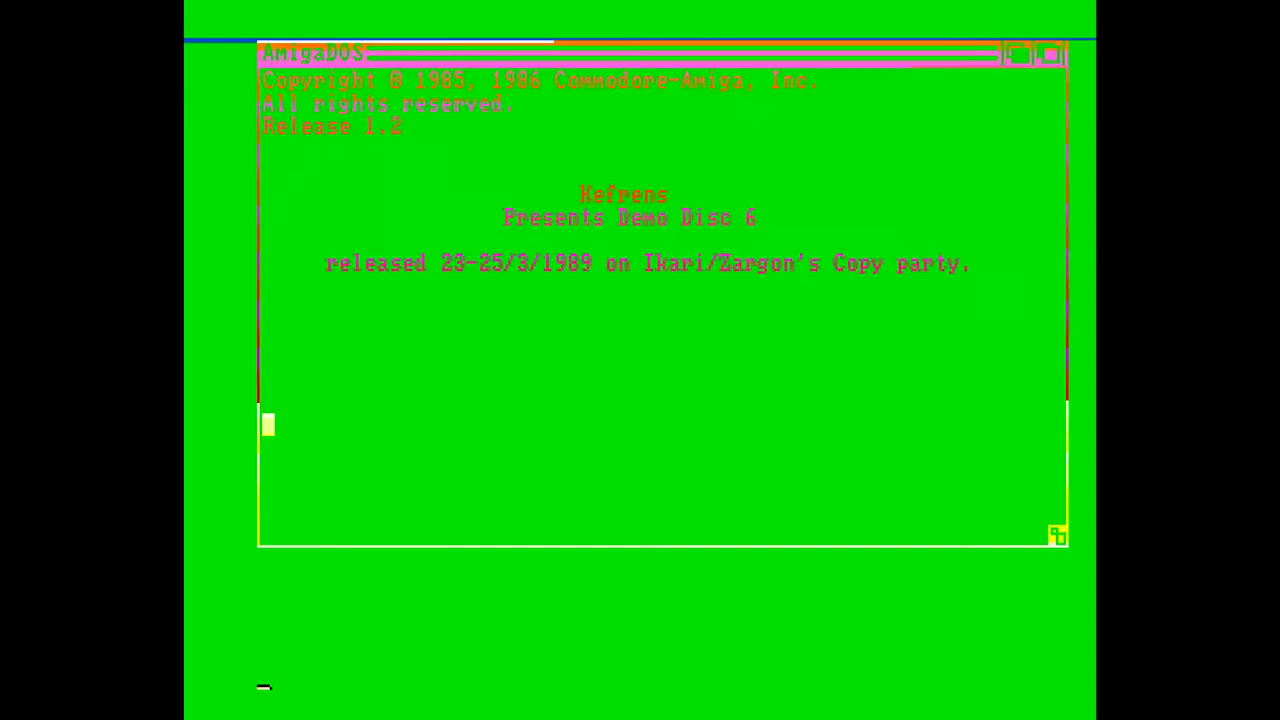 AmigaDOS
Copyright © 1985, 1986 Commodore-Amiga, Inc.
All rights reserved.
Release 1.2
Kefrens
Presents Demo Disc 6
released 23-25/3/1989 on Ikari/Zargon's Copy party.